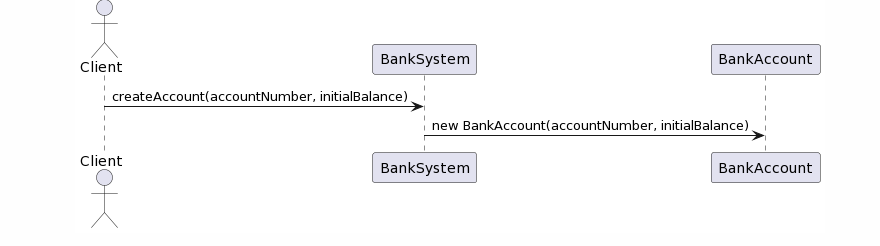 Client
BankSystem
BankAccount
createAccount(accountNumber, initialBalance)
new BankAccount(accountNumber, initialBalance)
Client
BankSystem
BankAccount